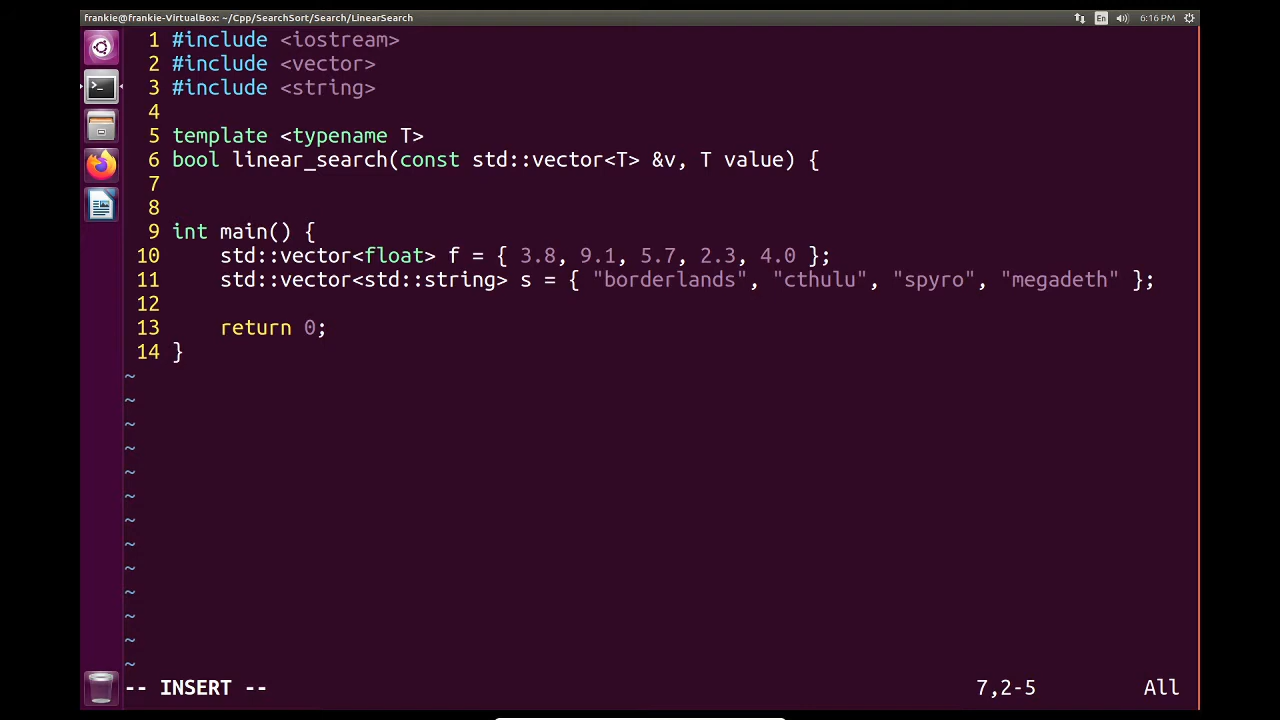 frankie@frankie-VirtualBox: ~/Cpp/SearchSort/Search/LinearSearch En 6:16 PM
1 #include <iostream>
2 #include <vector>
3 #include <string>
4
5 template <typename T>
6 bool linear_search(const std::vector<T> &v, T value) {
7
8
9 int main() {
10     std::vector<float> f = { 3.8, 9.1, 5.7, 2.3, 4.0 };
11     std::vector<std::string> s = { "borderlands", "cthulu", "spyro", "megadeth" };
12
13     return 0;
14 }
~
~
~
~
~
~
~
~
~
~
~
~
~
-- INSERT -- 7,2-5 All